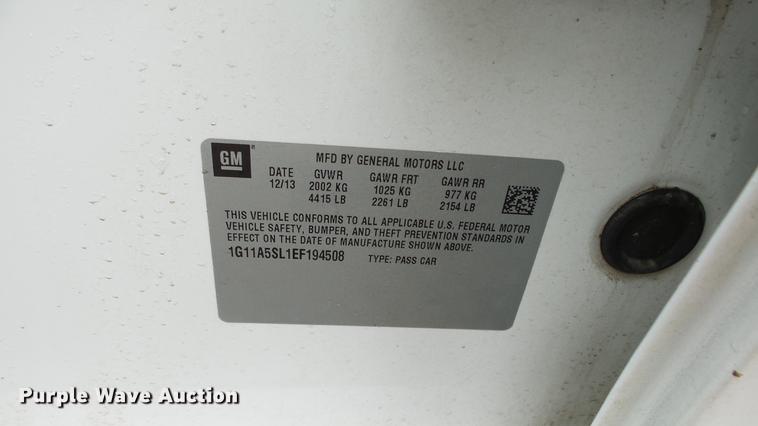 GM
MFD BY GENERAL MOTORS LLC
DATE GVWR GAWR FRT GAWR RR
12/13 2002 KG 1025 KG 977 KG
4415 LB 2261 LB 2154 LB
THIS VEHICLE CONFORMS TO ALL APPLICABLE U.S. FEDERAL MOTOR
VEHICLE SAFETY, BUMPER, AND THEFT PREVENTION STANDARDS IN
EFFECT ON THE DATE OF MANUFACTURE SHOWN ABOVE.
1G11A5SL1EF194508 TYPE: PASS CAR
Purple Wave Auction
Purple Wave Auction